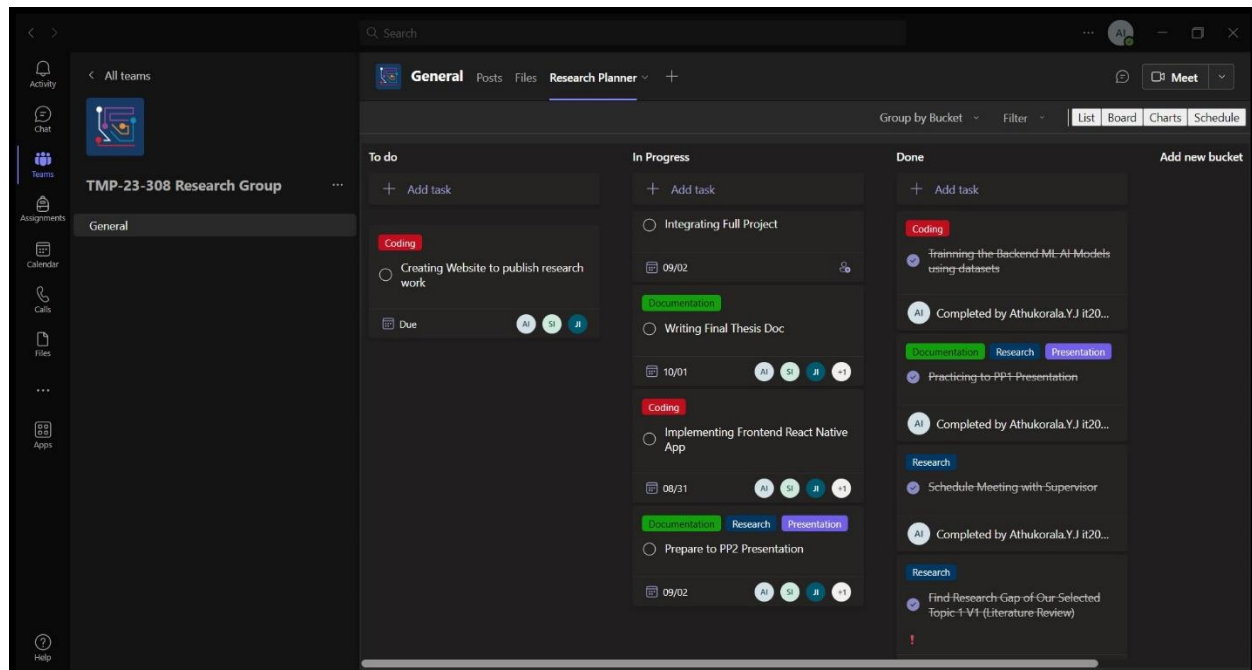 Search
AI
Activity
Chat
Teams
Assignments
Calendar
Calls
Files
Apps
Help
All teams
TMP-23-308 Research Group
General
General Posts Files Research Planner
Meet
Group by Bucket Filter List Board Charts Schedule
To do
Add task
Coding
Creating Website to publish research
work
Due AI SI JI
In Progress
Add task
Integrating Full Project
09/02
Documentation
Writing Final Thesis Doc
10/01 AI SI JI +1
Coding
Implementing Frontend React Native
App
08/31 AI SI JI +1
Documentation Research Presentation
Prepare to PP2 Presentation
09/02 AI SI JI +1
Done
Add task
Coding
Trainning the Backend ML AI Models
using datasets
AI Completed by Athukorala.Y.J it20...
Documentation Research Presentation
Practicing to PP1 Presentation
AI Completed by Athukorala.Y.J it20...
Research
Schedule Meeting with Supervisor
AI Completed by Athukorala.Y.J it20...
Research
Find Research Gap of Our Selected
Topic 1 V1 (Literature Review)
Add new bucket